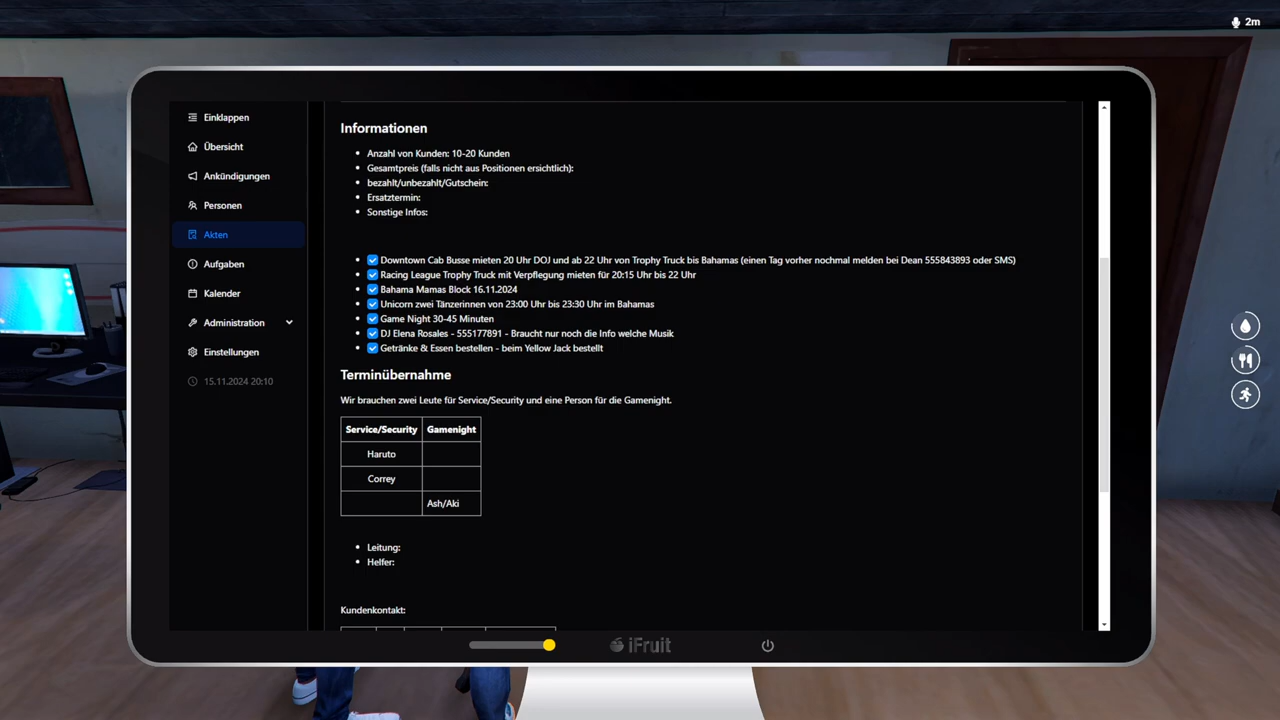 2m
Einklappen
Übersicht
Ankündigungen
Personen
Akten
Aufgaben
Kalender
Administration
Einstellungen
15.11.2024 20:10
Informationen
Anzahl von Kunden: 10-20 Kunden
Gesamtpreis (falls nicht aus Positionen ersichtlich):
bezahlt/unbezahlt/Gutschein:
Ersatztermin:
Sonstige Infos:
Downtown Cab Busse mieten 20 Uhr DOJ und ab 22 Uhr von Trophy Truck bis Bahamas (einen Tag vorher nochmal melden bei Dean 555843893 oder SMS)
Racing League Trophy Truck mit Verpflegung mieten für 20:15 Uhr bis 22 Uhr
Bahama Mamas Block 16.11.2024
Unicorn zwei Tänzerinnen von 23:00 Uhr bis 23:30 Uhr im Bahamas
Game Night 30-45 Minuten
DJ Elena Rosales - 555177891 - Braucht nur noch die Info welche Musik
Getränke & Essen bestellen - beim Yellow Jack bestellt
Terminübernahme
Wir brauchen zwei Leute für Service/Security und eine Person für die Gamenight.
Service/Security Gamenight
Haruto
Correy
Ash/Aki
Leitung:
Helfer:
Kundenkontakt:
iFruit